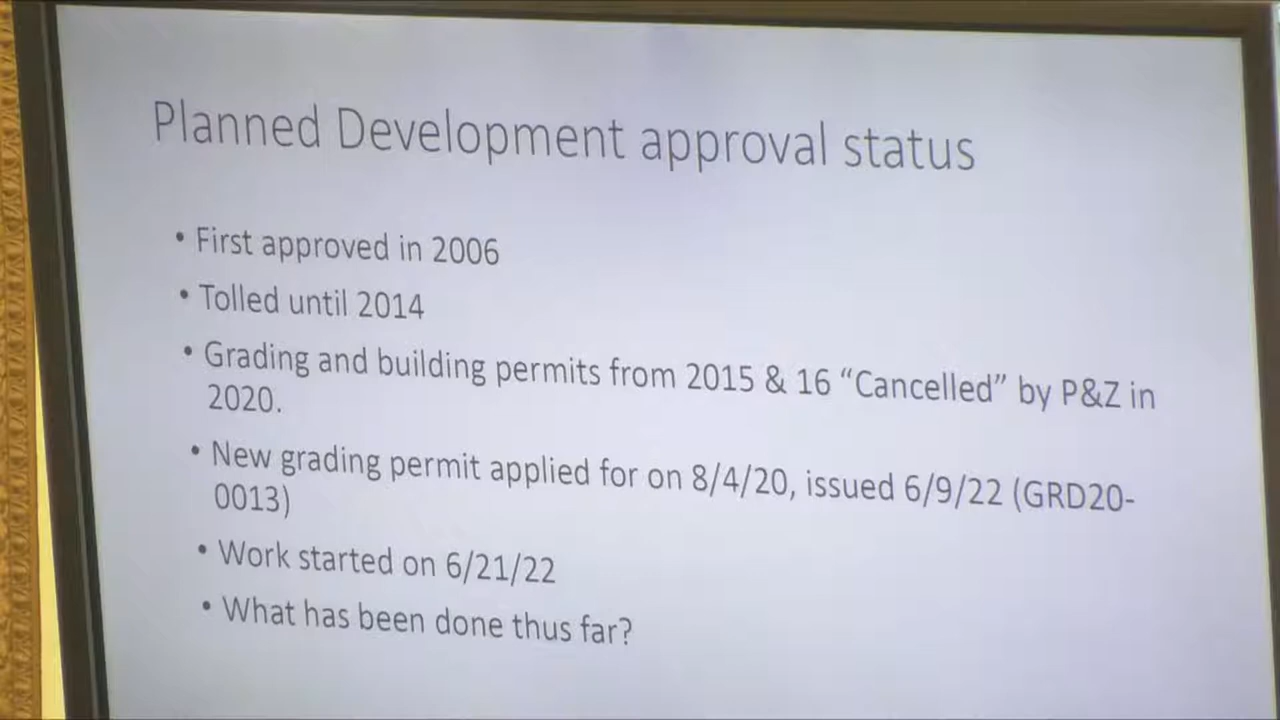 Planned Development approval status
• First approved in 2006
• Tolled until 2014
• Grading and building permits from 2015 & 16 “Cancelled” by P&Z in
2020.
• New grading permit applied for on 8/4/20, issued 6/9/22 (GRD20-
0013)
• Work started on 6/21/22
• What has been done thus far?